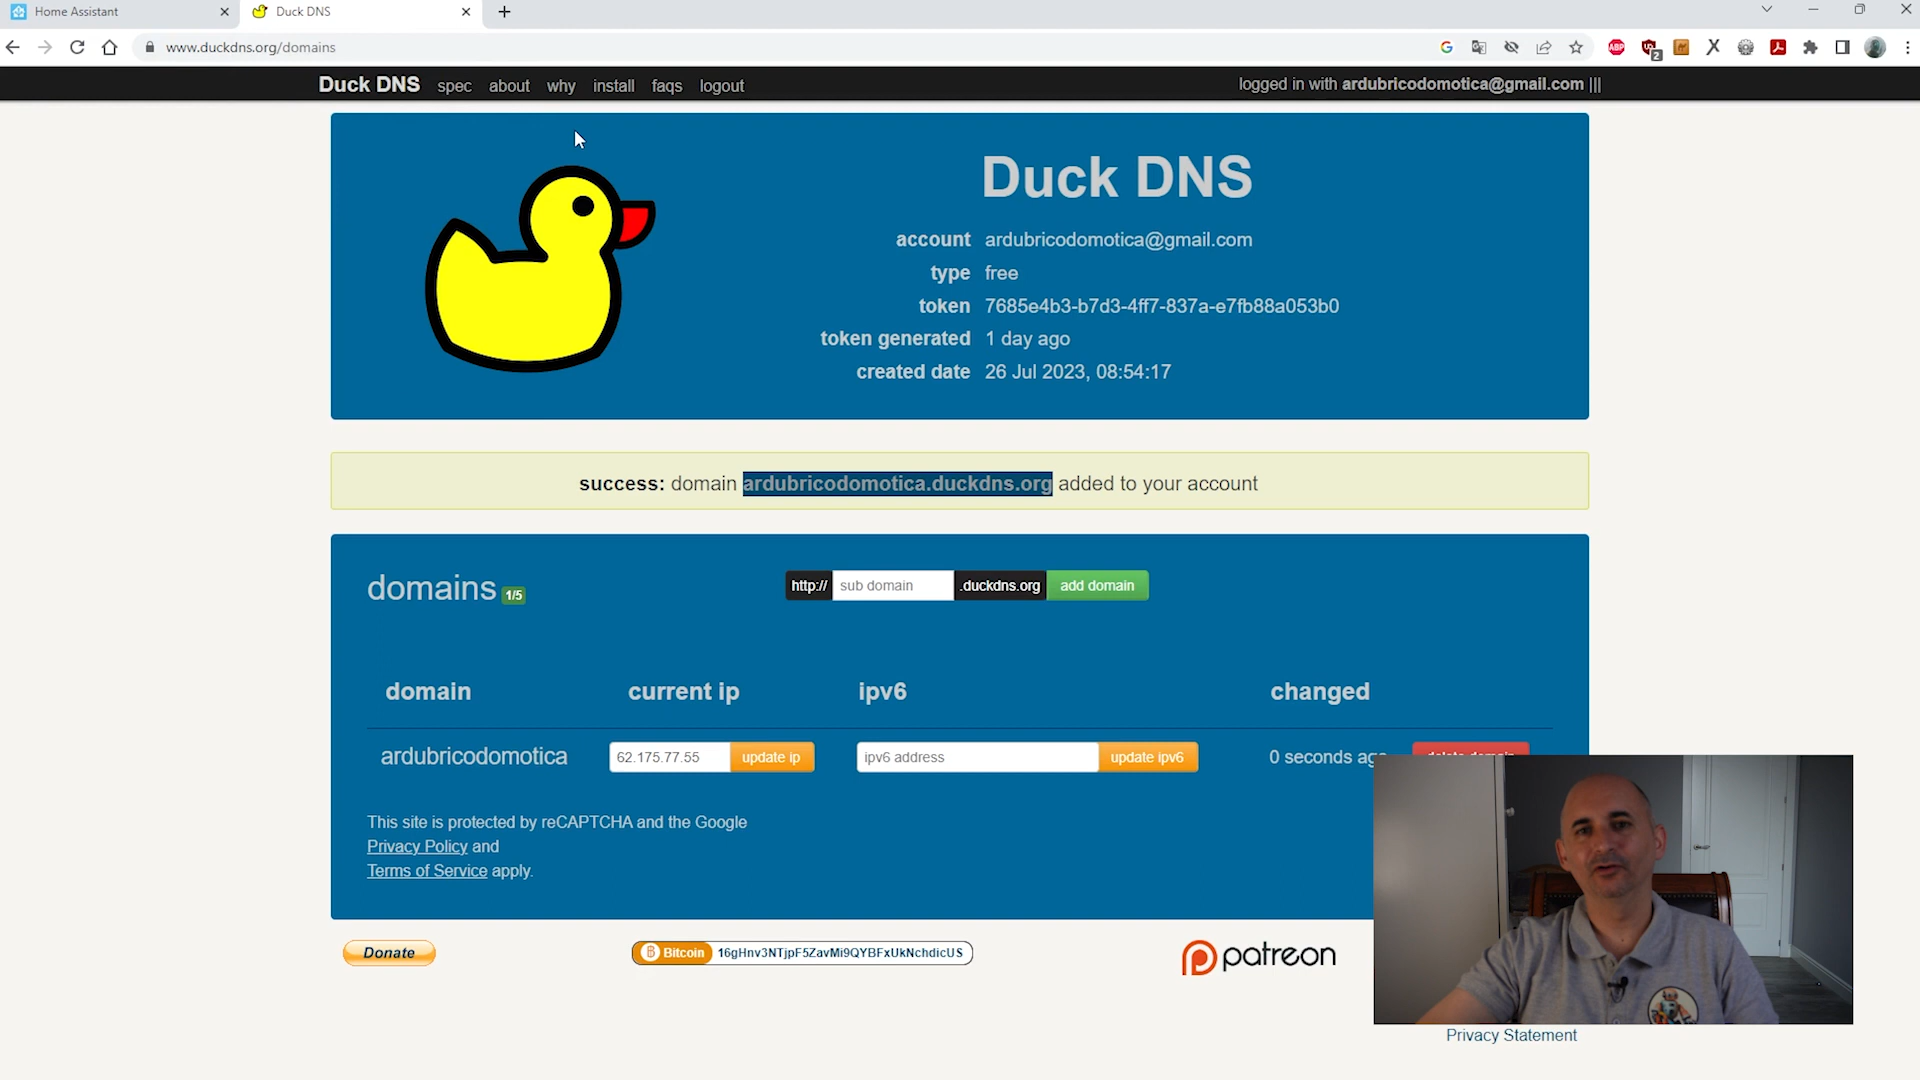 Home Assistant
Duck DNS
www.duckdns.org/domains
ABP
2
Duck DNS spec about why install faqs logout
logged in with ardubricodomotica@gmail.com |||
Duck DNS
account ardubricodomotica@gmail.com
type free
token 7685e4b3-b7d3-4ff7-837a-e7fb88a053b0
token generated 1 day ago
created date 26 Jul 2023, 08:54:17
success: domain ardubricodomotica.duckdns.org added to your account
domains 1/5
http:// sub domain .duckdns.org add domain
domain current ip ipv6 changed
ardubricodomotica 62.175.77.55 update ip ipv6 address update ipv6 0 seconds ago delete domain
This site is protected by reCAPTCHA and the Google
Privacy Policy and
Terms of Service apply.
Donate
Bitcoin 16gHnv3NTjpF5ZavMi9QYBFxUkNchdicUS
patreon
Privacy Statement